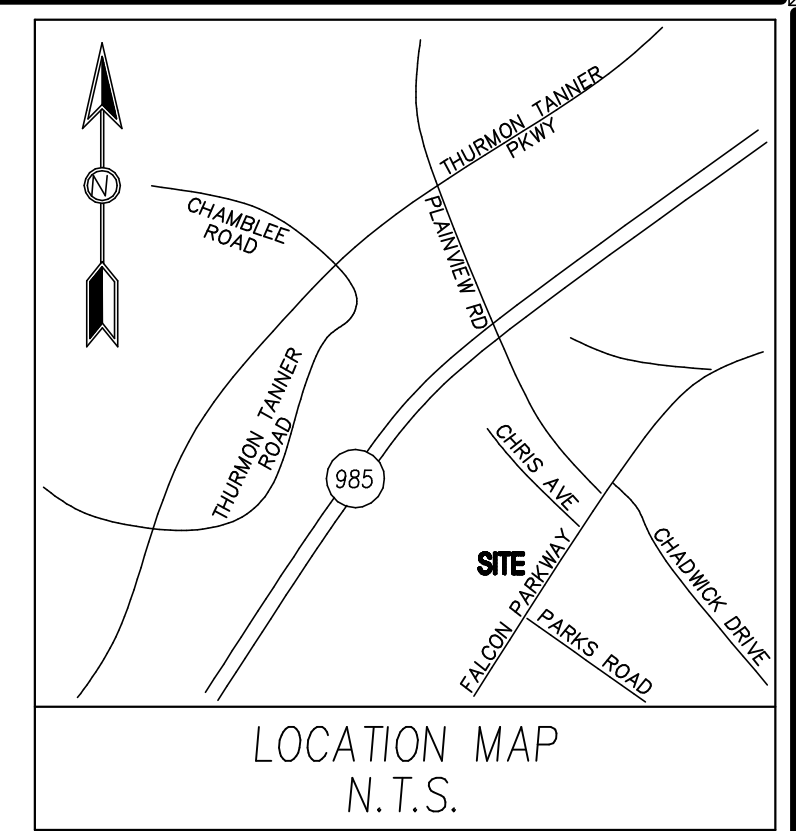 THURMON TANNER
PKWY
N
CHAMBLEE
ROAD
PLAINVIEW RD
THURMON TANNER
ROAD
985
CHRIS AVE
SITE
FALCON PARKWAY
CHADWICK DRIVE
PARKS ROAD
LOCATION MAP
N.T.S.